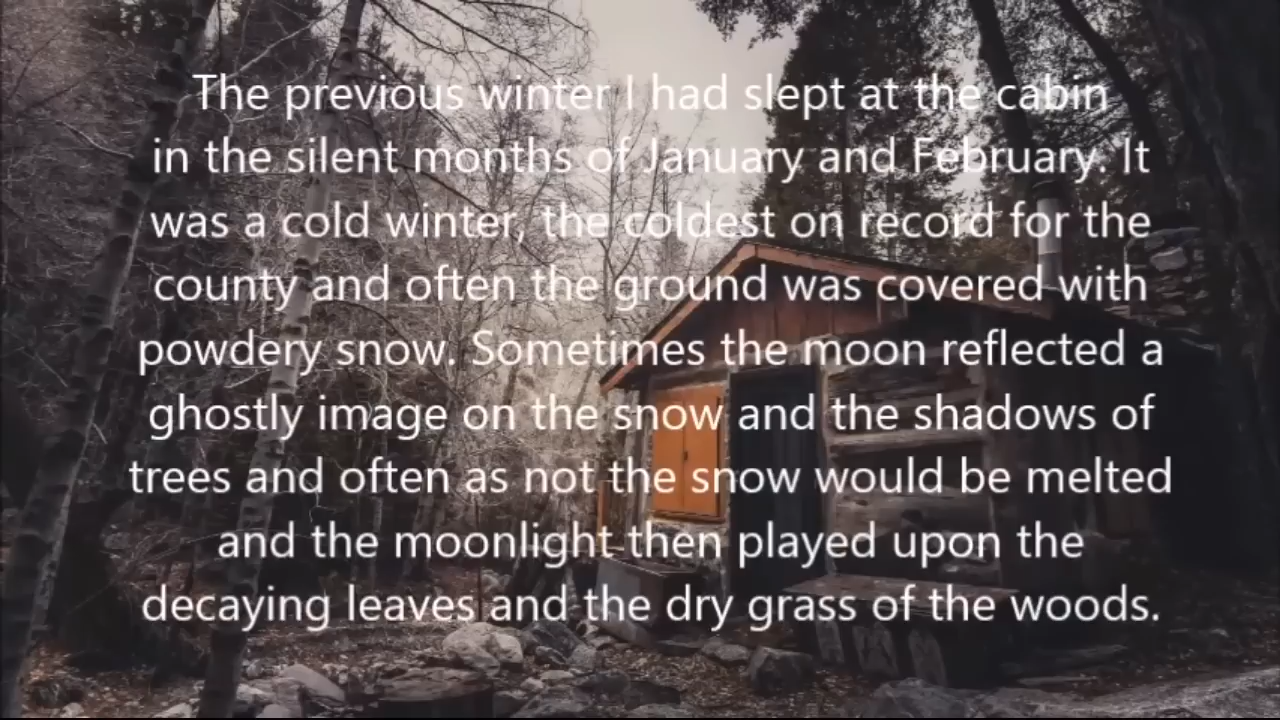 The previous winter I had slept at the cabin
in the silent months of January and February. It
was a cold winter, the coldest on record for the
county and often the ground was covered with
powdery snow. Sometimes the moon reflected a
ghostly image on the snow and the shadows of
trees and often as not the snow would be melted
and the moonlight then played upon the
decaying leaves and the dry grass of the woods.